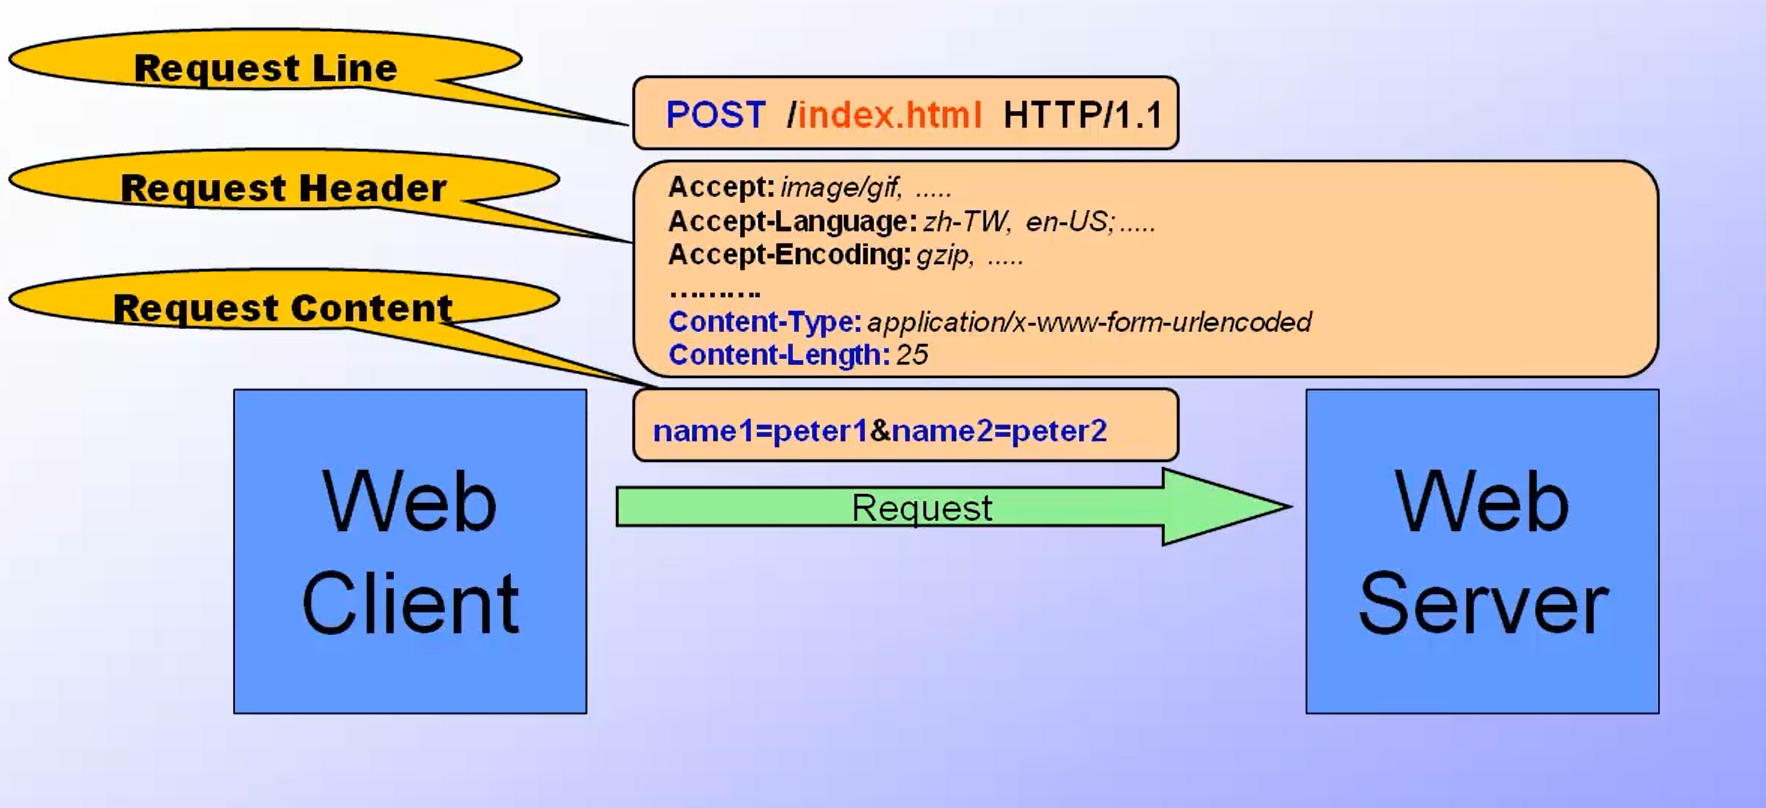 Request Line
POST /index.html HTTP/1.1
Request Header
Accept: image/gif, .....
Accept-Language: zh-TW, en-US;.....
Accept-Encoding: gzip, .....
..........
Content-Type: application/x-www-form-urlencoded
Content-Length: 25
Request Content
name1=peter1&name2=peter2
Request
Web
Client
Web
Server